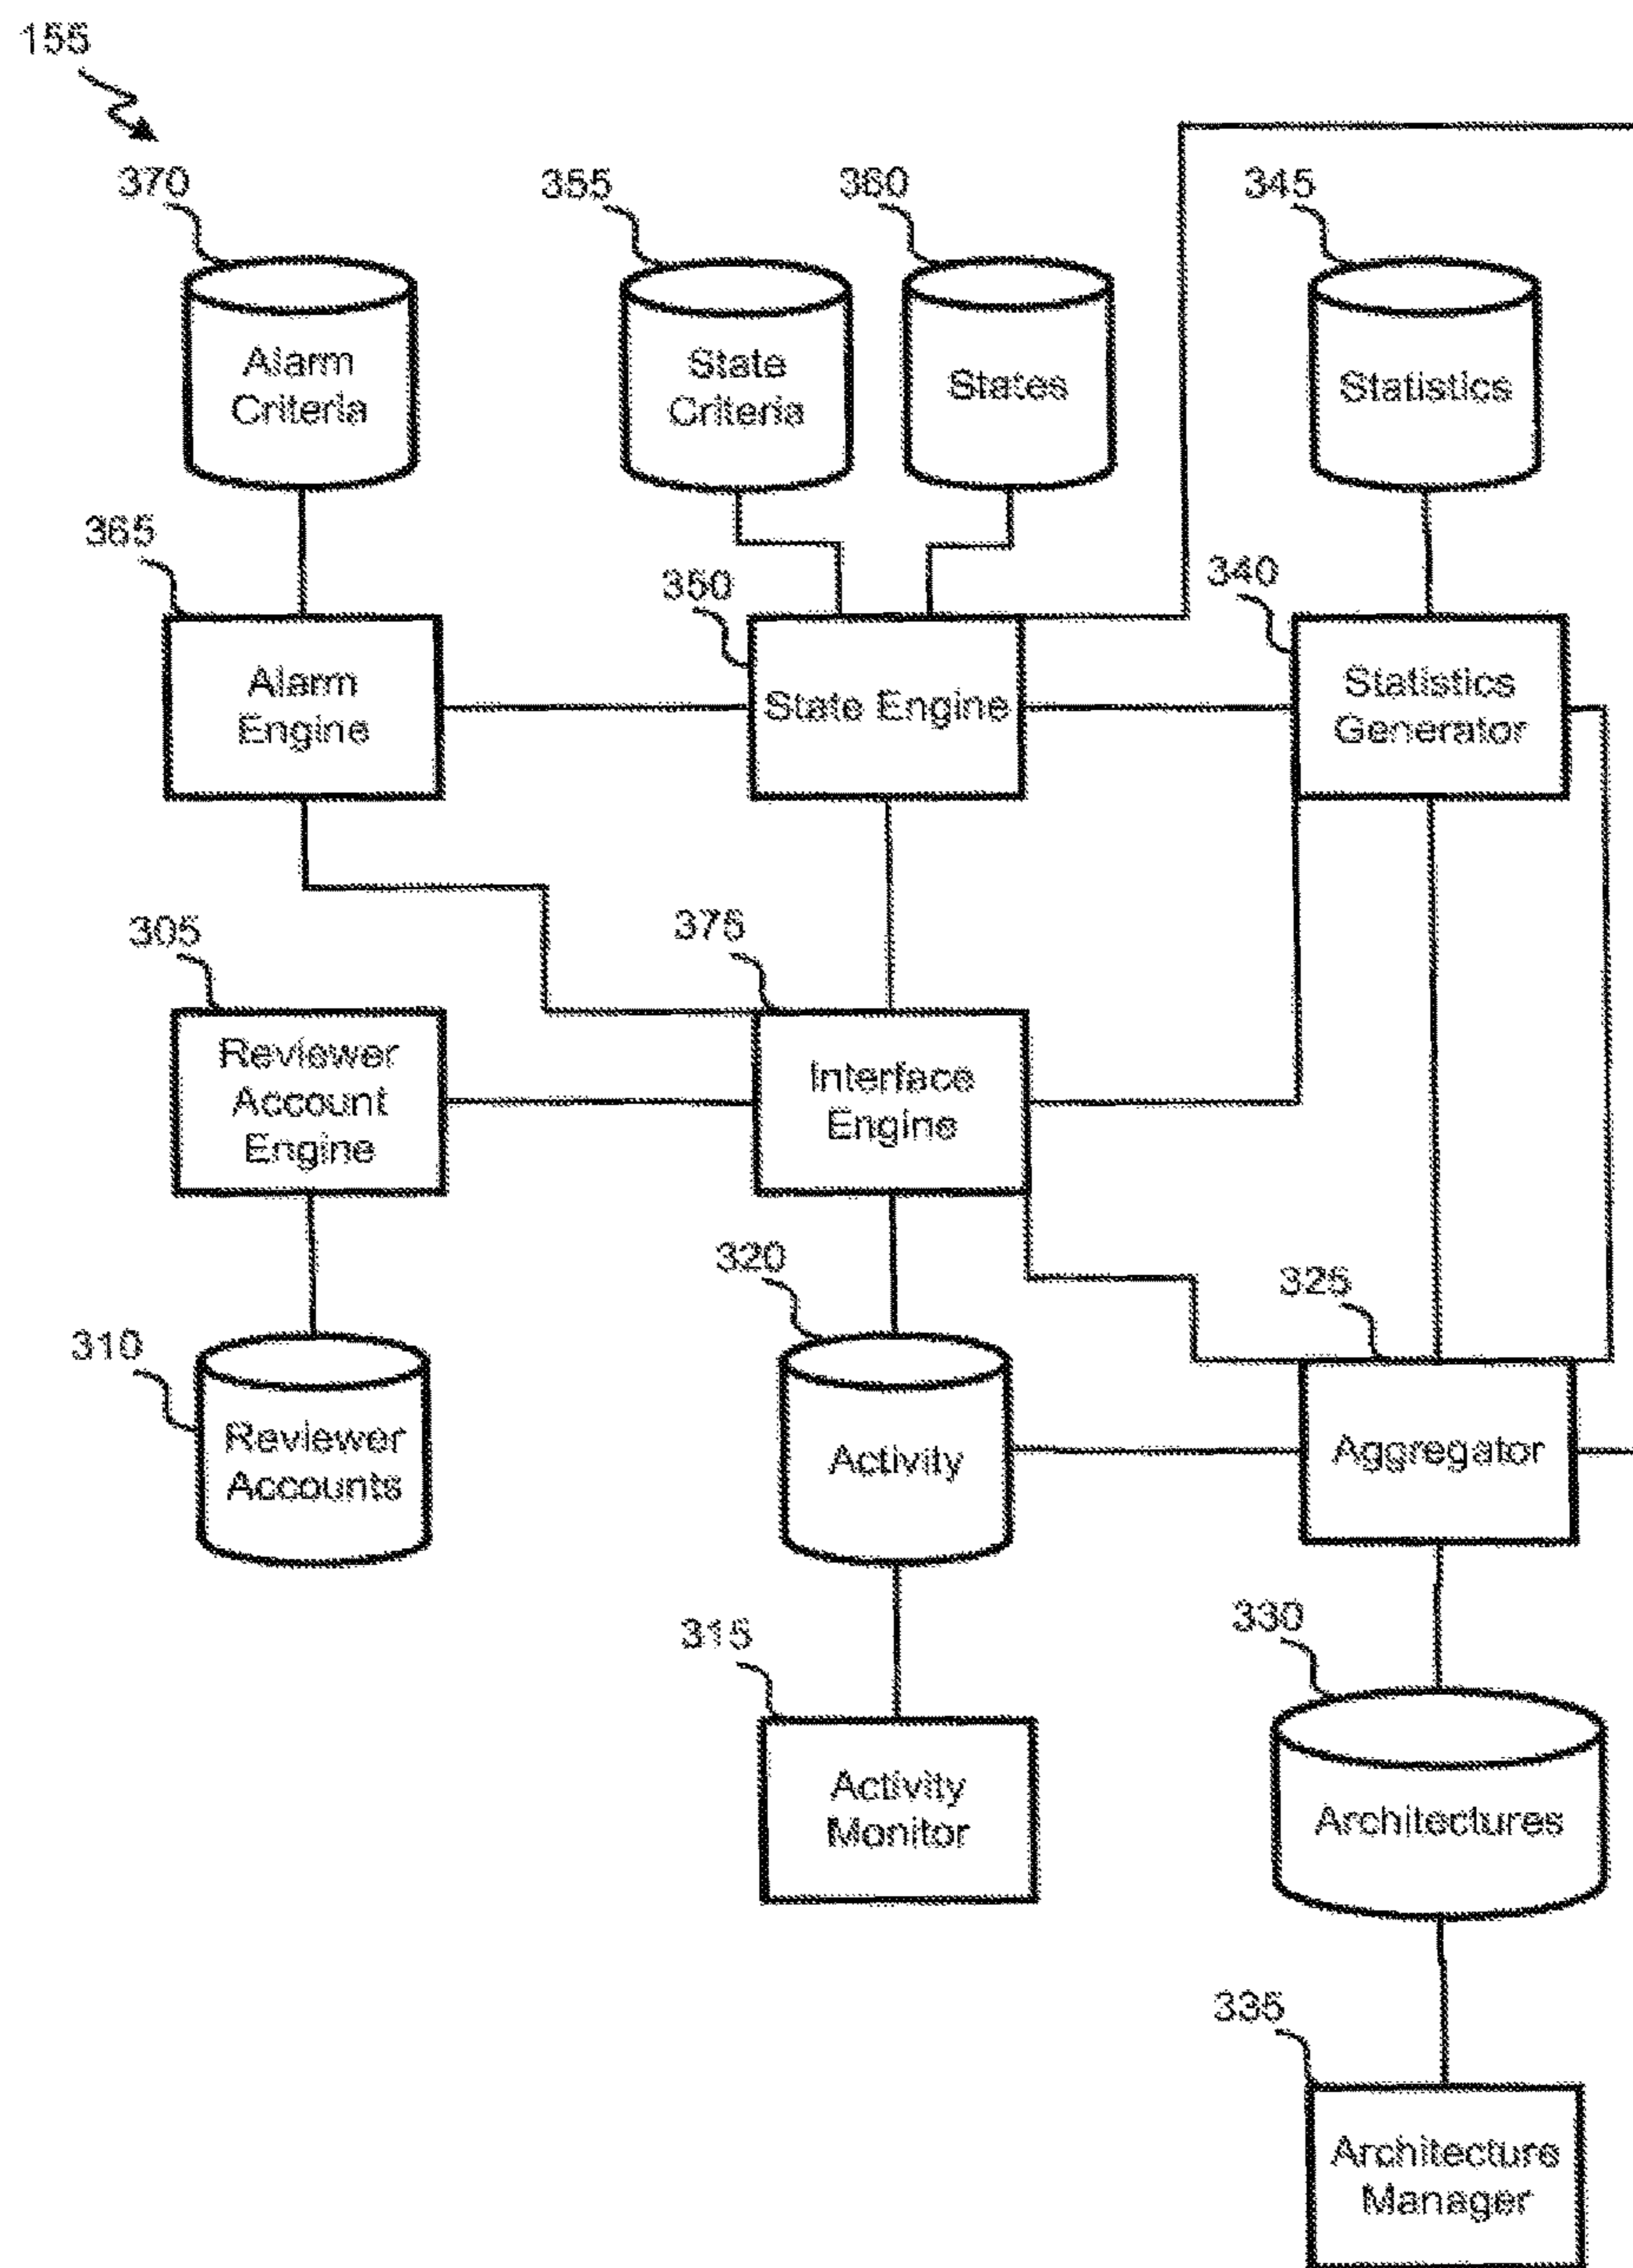 155
370
355
360
345
Alarm
Criteria
State
Criteria
States
Statistics
365
350
340
Alarm
Engine
State Engine
Statistics
Generator
305
375
Reviewer
Account
Engine
Interface
Engine
320
325
310
Reviewer
Accounts
Activity
Aggregator
315
330
Activity
Monitor
Architectures
335
Architecture
Manager